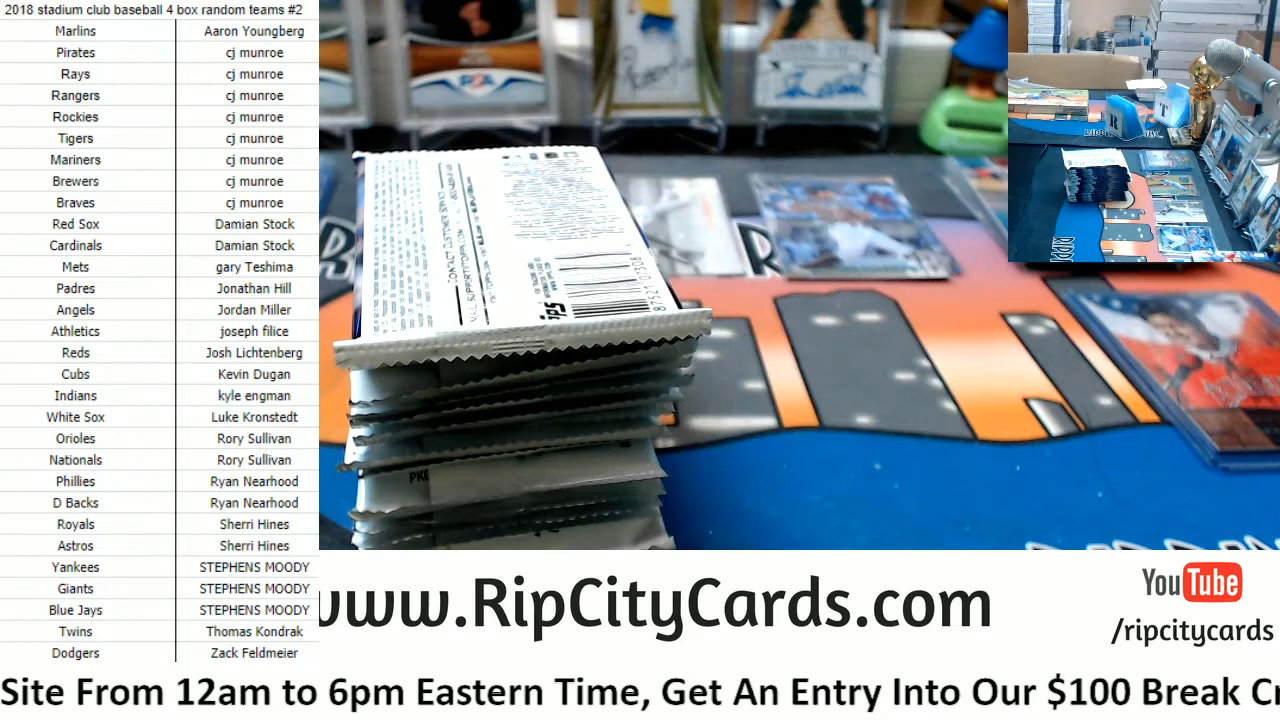 2018 stadium club baseball 4 box random teams #2
Marlins Aaron Youngberg
Pirates cj munroe
Rays cj munroe
Rangers cj munroe
Rockies cj munroe
Tigers cj munroe
Mariners cj munroe
Brewers cj munroe
Braves cj munroe
Red Sox Damian Stock
Cardinals Damian Stock
Mets gary Teshima
Padres Jonathan Hill
Angels Jordan Miller
Athletics joseph filice
Reds Josh Lichtenberg
Cubs Kevin Dugan
Indians kyle engman
White Sox Luke Kronstedt
Orioles Rory Sullivan
Nationals Rory Sullivan
Phillies Ryan Nearhood
D Backs Ryan Nearhood
Royals Sherri Hines
Astros Sherri Hines
Yankees STEPHENS MOODY
Giants STEPHENS MOODY
Blue Jays STEPHENS MOODY
Twins Thomas Kondrak
Dodgers Zack Feldmeier
www.RipCityCards.com
YouTube
/ripcitycards
Site From 12am to 6pm Eastern Time, Get An Entry Into Our $100 Break